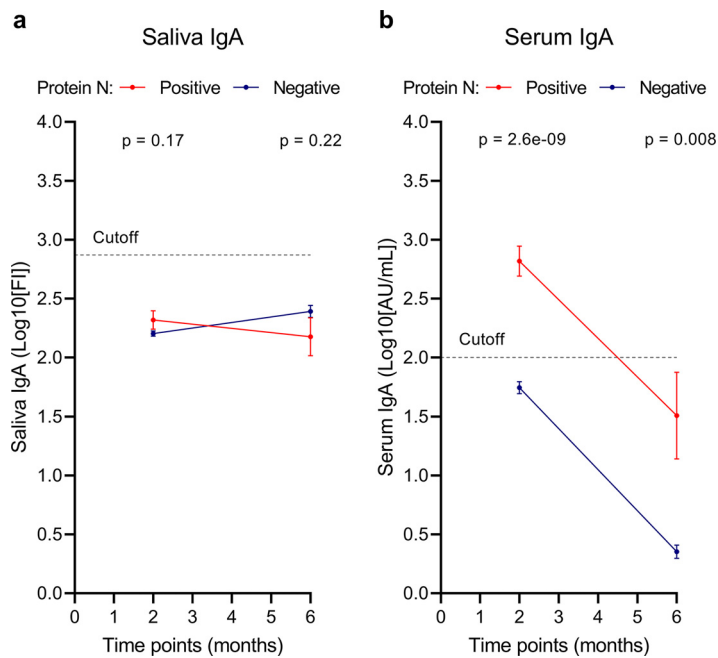 a
Saliva IgA
Protein N: Positive Negative
4.0
3.5
3.0
2.5
2.0
1.5
1.0
0.5
0.0
p = 0.17
p = 0.22
Cutoff
Saliva IgA (Log10[FI])
0 1 2 3 4 5 6
Time points (months)
b
Serum IgA
Protein N: Positive Negative
4.0
3.5
3.0
2.5
2.0
1.5
1.0
0.5
0.0
p = 2.6e-09
p = 0.008
Cutoff
Serum IgA (Log10[AU/mL])
0 1 2 3 4 5 6
Time points (months)